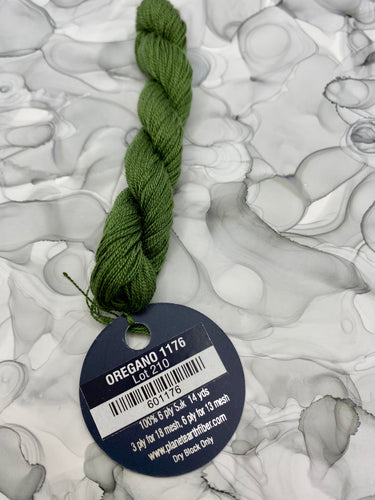 OREGANO 1176
Lot 210
601176
100% 6 ply Silk 14 yds
3 ply for 18 mesh, 6 ply for 13 mesh
www.planetearthfiber.com
Dry Block Only